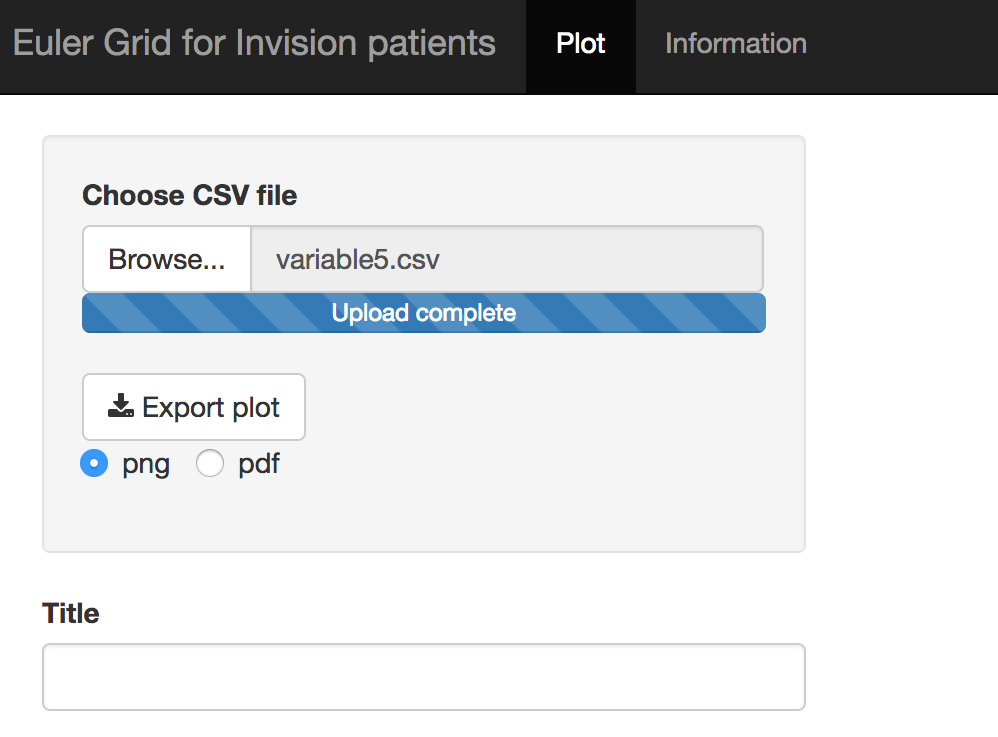 Euler Grid for Invision patients Plot Information
Choose CSV file
Browse... variable5.csv
Upload complete
Export plot
png pdf
Title